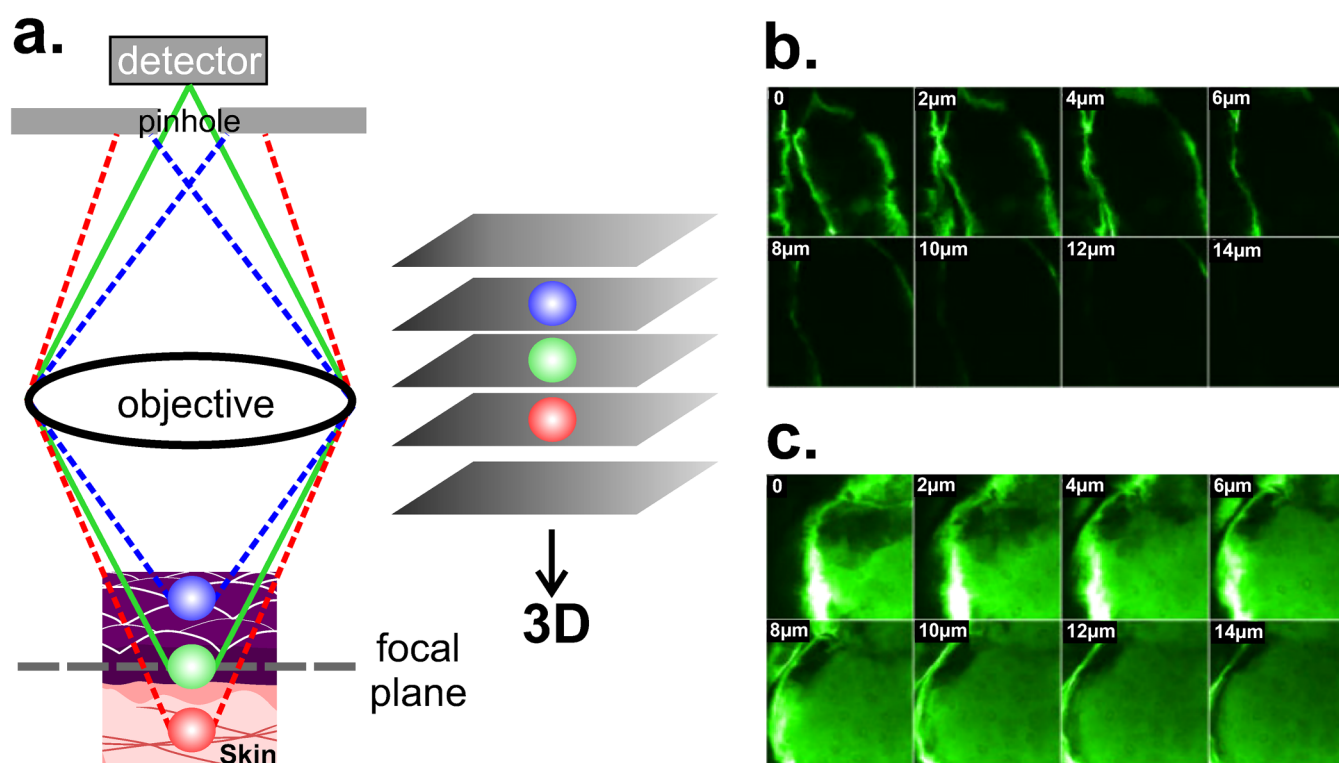 a.
detector
pinhole
objective
focal
plane
Skin
3D
b.
0
2µm
4µm
6µm
8µm
10µm
12µm
14µm
c.
0
2µm
4µm
6µm
8µm
10µm
12µm
14µm